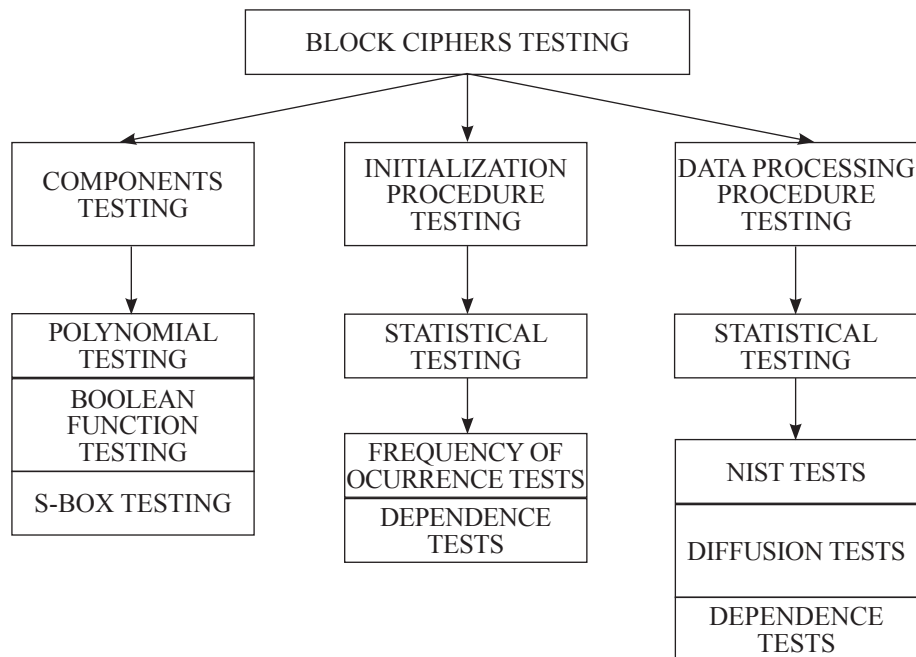 BLOCK CIPHERS TESTING
COMPONENTS
TESTING
INITIALIZATION
PROCEDURE
TESTING
DATA PROCESSING
PROCEDURE
TESTING
POLYNOMIAL
TESTING
BOOLEAN
FUNCTION
TESTING
S-BOX TESTING
STATISTICAL
TESTING
FREQUENCY OF
OCURRENCE TESTS
DEPENDENCE
TESTS
STATISTICAL
TESTING
NIST TESTS
DIFFUSION TESTS
DEPENDENCE
TESTS